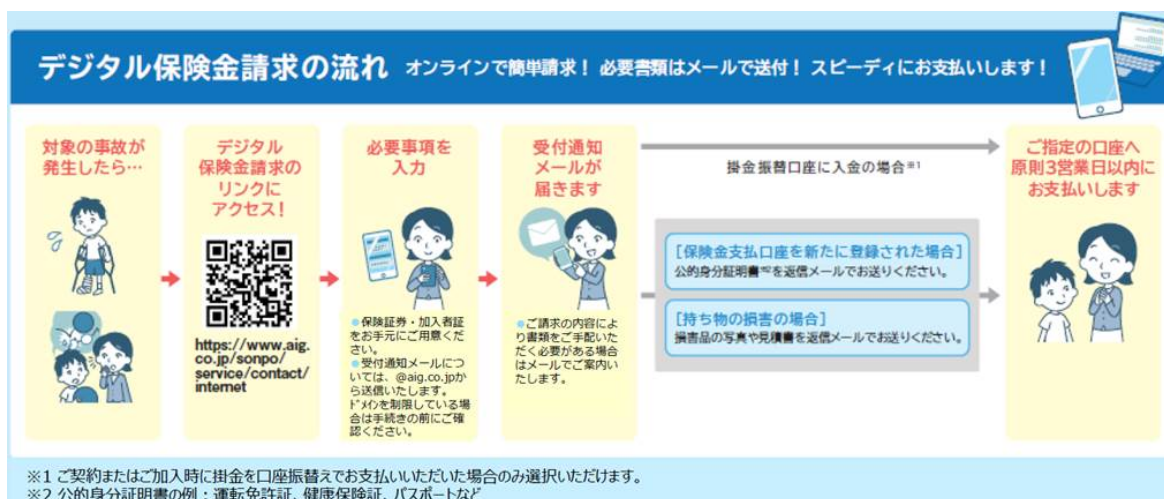 デジタル保険金請求の流れ オンラインで簡単請求！ 必要書類はメールで送付！ スピーディにお支払いします！
対象の事故が
発生したら…
デジタル
保険金請求の
リンクに
アクセス！
https://www.aig.
co.jp/sonpo/
service/contact/
internet
必要事項を
入力
●保険証券・加入者証
をお手元にご用意くだ
さい。
●受付通知メールにつ
いては、@aig.co.jpか
ら送信いたします。
ﾄﾞﾒｲﾝを制限している場
合は手続きの前にご確
認ください。
受付通知
メールが
届きます
●ご請求の内容によ
り書類をご手配いた
だく必要がある場合
はメールでご案内い
たします。
掛金振替口座に入金の場合※1
［保険金支払口座を新たに登録された場合］
公的身分証明書※2を返信メールでお送りください。
［持ち物の損害の場合］
損害品の写真や見積書を返信メールでお送りください。
ご指定の口座へ
原則3営業日以内に
お支払いします
※1 ご契約またはご加入時に掛金を口座振替えでお支払いいただいた場合のみ選択いただけます。
※2 公的身分証明書の例：運転免許証、健康保険証、パスポートなど